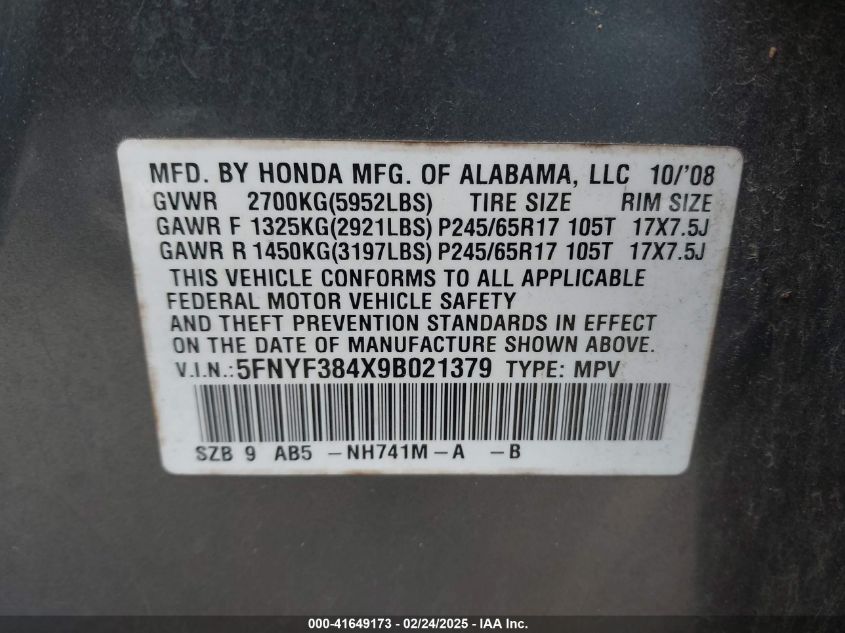 MFD. BY HONDA MFG. OF ALABAMA, LLC 10/'08
GVWR 2700KG(5952LBS) TIRE SIZE RIM SIZE
GAWR F 1325KG(2921LBS) P245/65R17 105T 17X7.5J
GAWR R 1450KG(3197LBS) P245/65R17 105T 17X7.5J
THIS VEHICLE CONFORMS TO ALL APPLICABLE
FEDERAL MOTOR VEHICLE SAFETY
AND THEFT PREVENTION STANDARDS IN EFFECT
ON THE DATE OF MANUFACTURE SHOWN ABOVE.
V.I.N.:5FNYF384X9B021379 TYPE: MPV
SZB 9 AB5 -NH741M-A -B
000-41649173 - 02/24/2025 - IAA Inc.